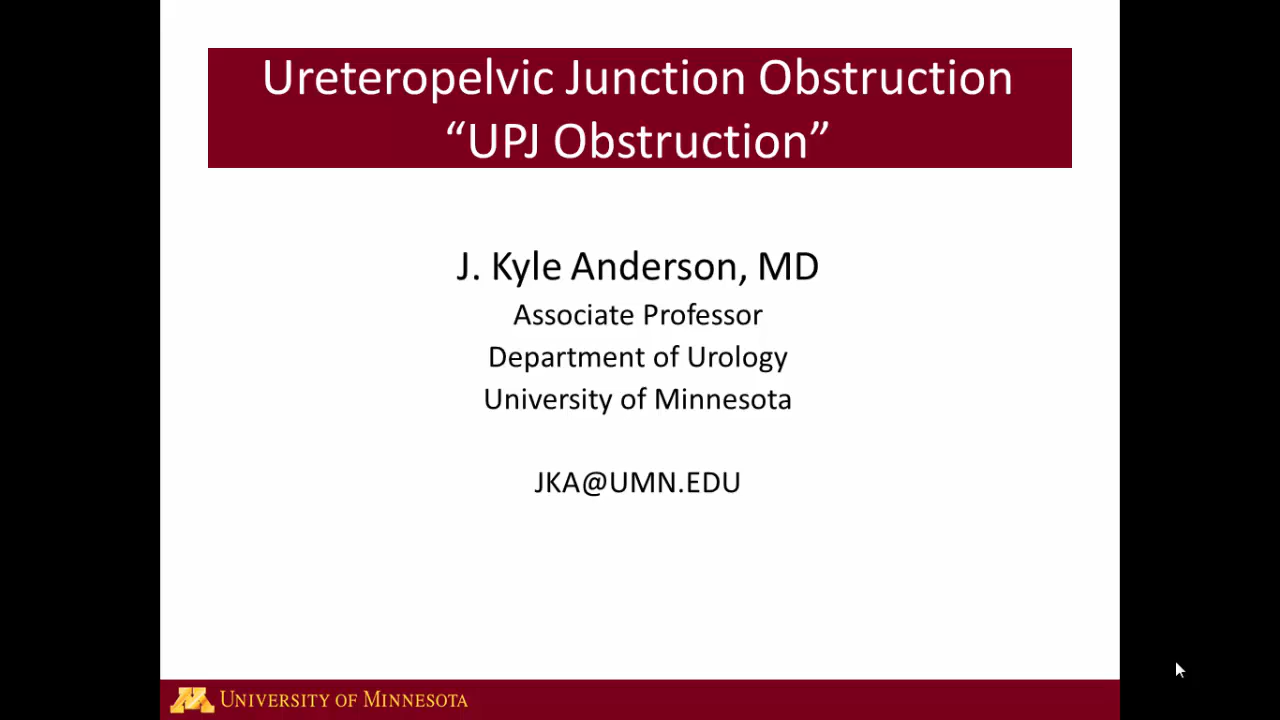 Ureteropelvic Junction Obstruction
“UPJ Obstruction”
J. Kyle Anderson, MD
Associate Professor
Department of Urology
University of Minnesota
JKA@UMN.EDU
M UNIVERSITY OF MINNESOTA